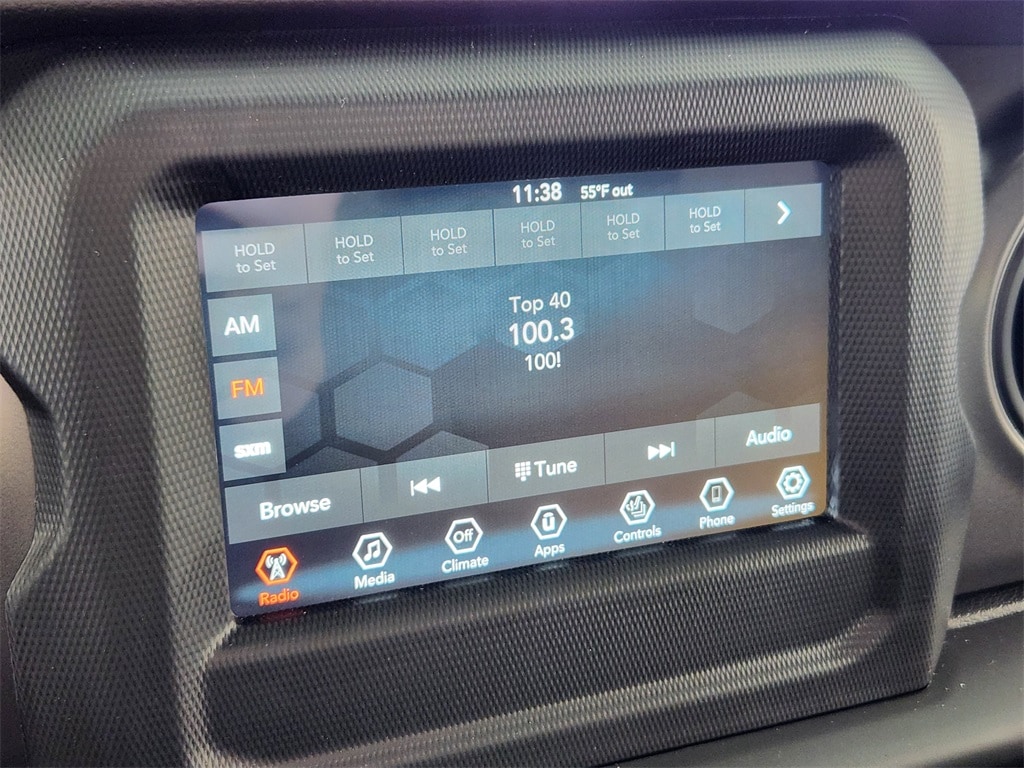 11:38 55°F out
HOLD to Set
HOLD to Set
HOLD to Set
HOLD to Set
HOLD to Set
HOLD to Set
AM
FM
sxm
Top 40
100.3
100!
Browse
Tune
Audio
Radio
Media
Off
Climate
Apps
Controls
Phone
Settings